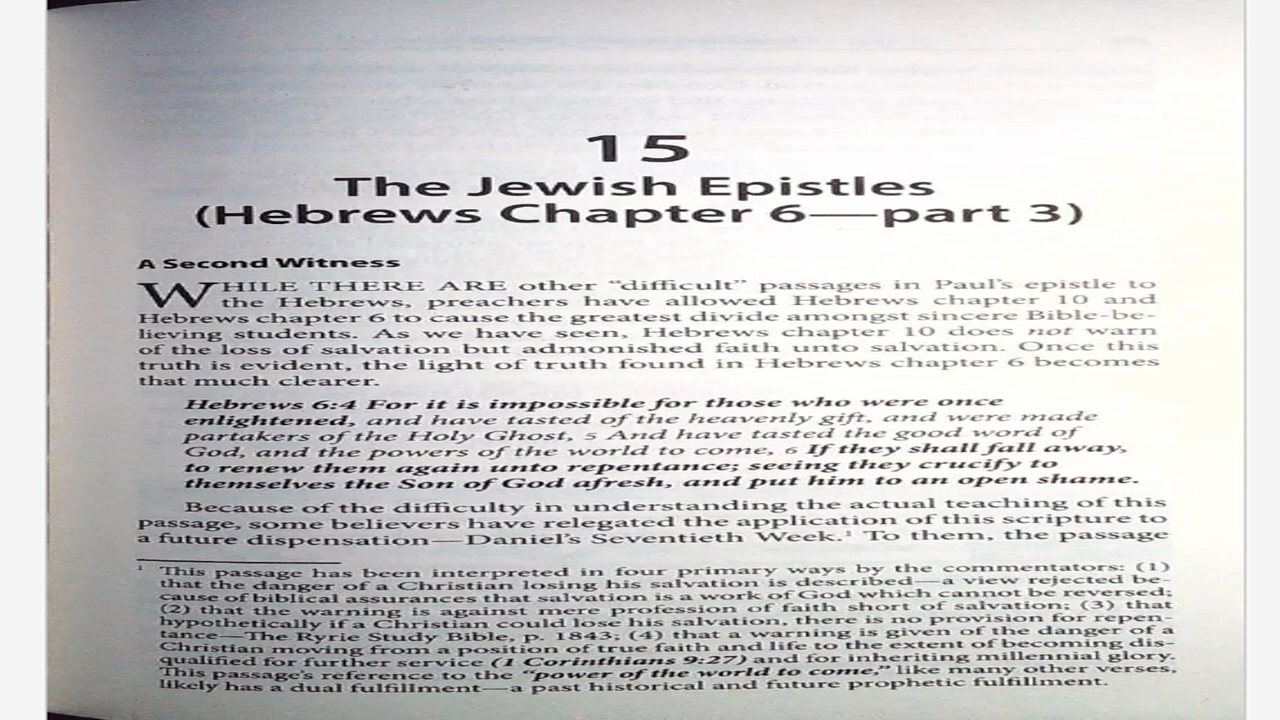 15
The Jewish Epistles
(Hebrews Chapter 6—part 3)
A Second Witness
WHILE THERE ARE other “difficult” passages in Paul’s epistle to
the Hebrews, preachers have allowed Hebrews chapter 10 and
Hebrews chapter 6 to cause the greatest divide amongst sincere Bible-be-
lieving students. As we have seen, Hebrews chapter 10 does not warn
of the loss of salvation but admonished faith unto salvation. Once this
truth is evident, the light of truth found in Hebrews chapter 6 becomes
that much clearer.
Hebrews 6:4 For it is impossible for those who were once
enlightened, and have tasted of the heavenly gift, and were made
partakers of the Holy Ghost, 5 And have tasted the good word of
God, and the powers of the world to come, 6 If they shall fall away,
to renew them again unto repentance; seeing they crucify to
themselves the Son of God afresh, and put him to an open shame.
Because of the difficulty in understanding the actual teaching of this
passage, some believers have relegated the application of this scripture to
a future dispensation—Daniel’s Seventieth Week.¹ To them, the passage
¹ This passage has been interpreted in four primary ways by the commentators: (1)
that the danger of a Christian losing his salvation is described—a view rejected be-
cause of biblical assurances that salvation is a work of God which cannot be reversed;
(2) that the warning is against mere profession of faith short of salvation; (3) that
hypothetically if a Christian could lose his salvation, there is no provision for repen-
tance—The Ryrie Study Bible, p. 1843; (4) that a warning is given of the danger of a
Christian moving from a position of true faith and life to the extent of becoming dis-
qualified for further service (1 Corinthians 9:27) and for inheriting millennial glory.
This passage’s reference to the “power of the world to come,” like many other verses,
likely has a dual fulfillment—a past historical and future prophetic fulfillment.